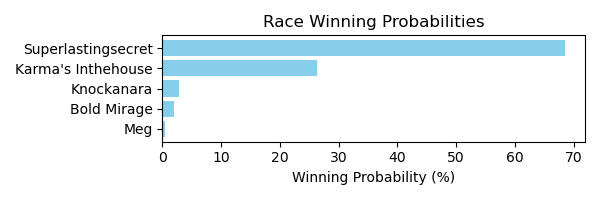 Race Winning Probabilities
Superlastingsecret
Karma's Inthehouse
Knockanara
Bold Mirage
Meg
0 10 20 30 40 50 60 70
Winning Probability (%)